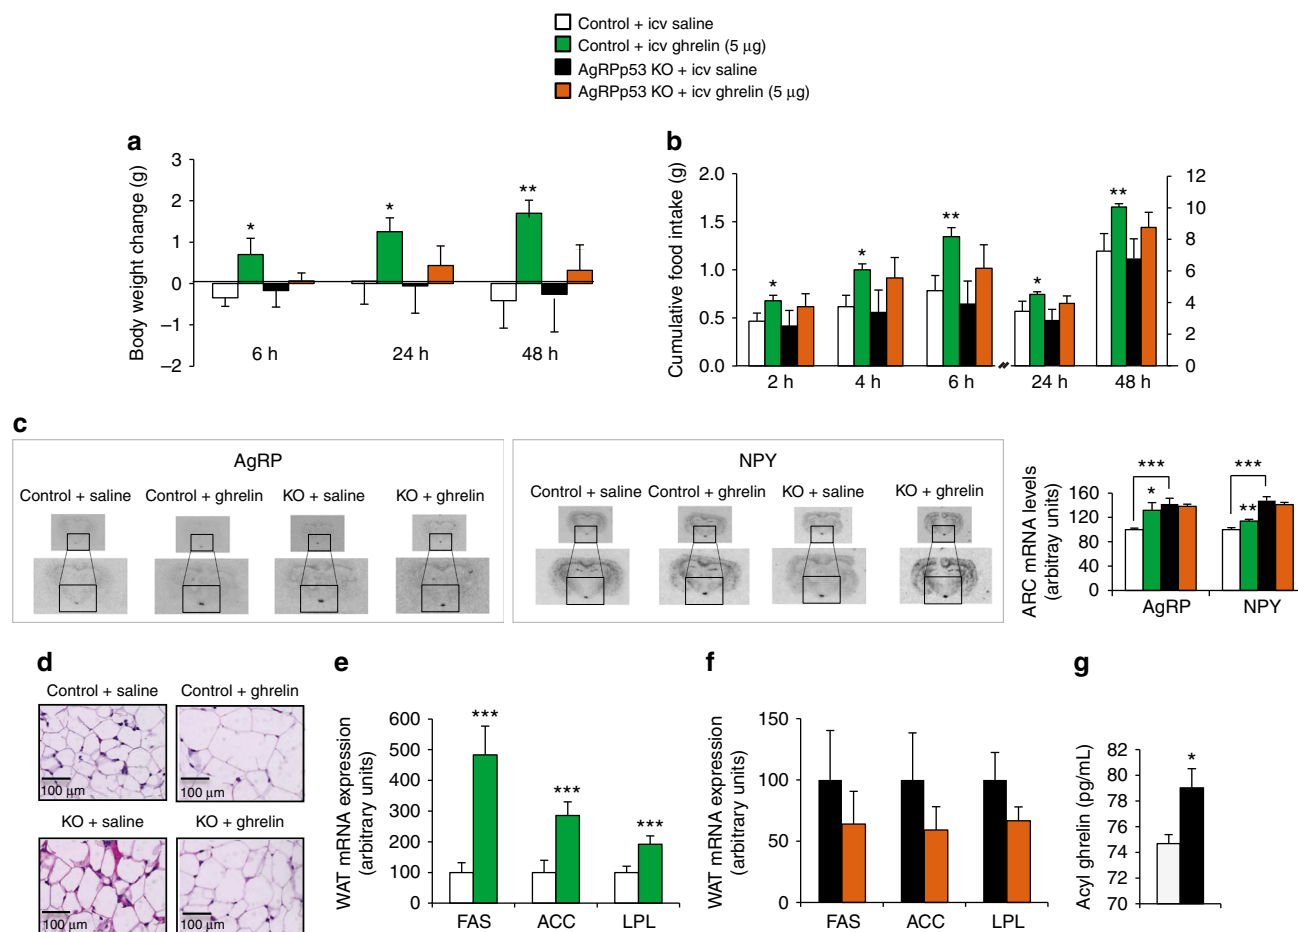 Control + icv saline
Control + icv ghrelin (5 µg)
AgRPp53 KO + icv saline
AgRPp53 KO + icv ghrelin (5 µg)
a
Body weight change (g)
3
2
1
0
–1
–2
*
*
**
6 h
24 h
48 h
b
Cumulative food intake (g)
2.0
1.5
1.0
0.5
0.0
12
10
8
6
4
2
0
*
*
**
*
**
2 h
4 h
6 h
24 h
48 h
c
AgRP
Control + saline
Control + ghrelin
KO + saline
KO + ghrelin
NPY
Control + saline
Control + ghrelin
KO + saline
KO + ghrelin
ARC mRNA levels
(arbitray units)
160
120
80
40
0
***
*
***
**
AgRP
NPY
d
Control + saline
Control + ghrelin
100 µm
100 µm
KO + saline
KO + ghrelin
100 µm
100 µm
e
WAT mRNA expression
(arbitrary units)
600
500
400
300
200
100
0
***
***
***
FAS
ACC
LPL
f
WAT mRNA expression
(arbitrary units)
150
100
50
0
FAS
ACC
LPL
g
Acyl ghrelin (pg/mL)
82
80
78
76
74
72
70
*